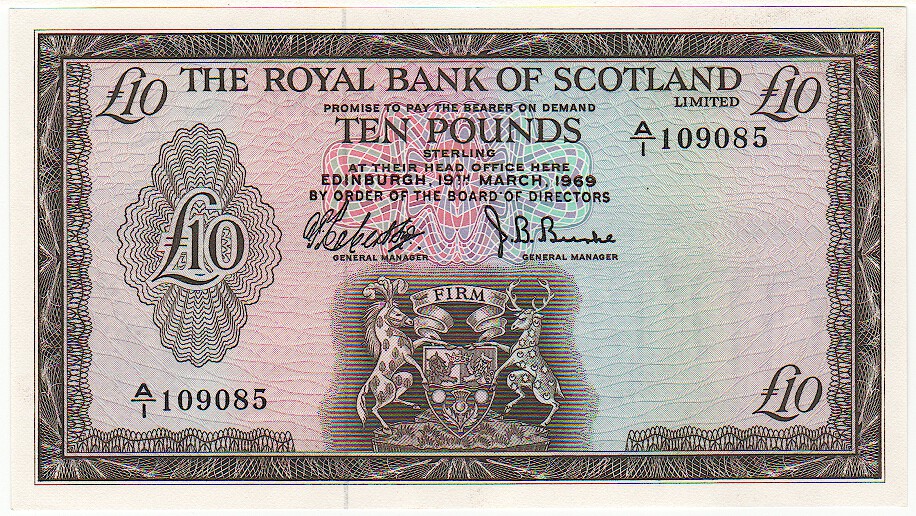 £10 THE ROYAL BANK OF SCOTLAND £10
LIMITED
PROMISE TO PAY THE BEARER ON DEMAND
TEN POUNDS
A/1 109085
STERLING
AT THEIR HEAD OFFICE HERE
EDINBURGH, 19TH MARCH, 1969
BY ORDER OF THE BOARD OF DIRECTORS
£10
J.B. Burke
GENERAL MANAGER GENERAL MANAGER
FIRM
A/1 109085
£10